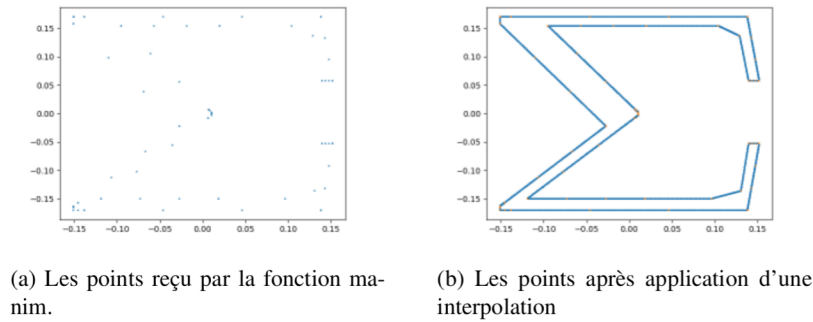 0.15
0.10
0.05
0.00
−0.05
−0.10
−0.15
−0.15 −0.10 −0.05 0.00 0.05 0.10 0.15
(a) Les points reçu par la fonction ma-
nim.
0.15
0.10
0.05
0.00
−0.05
−0.10
−0.15
−0.15 −0.10 −0.05 0.00 0.05 0.10 0.15
(b) Les points après application d’une
interpolation